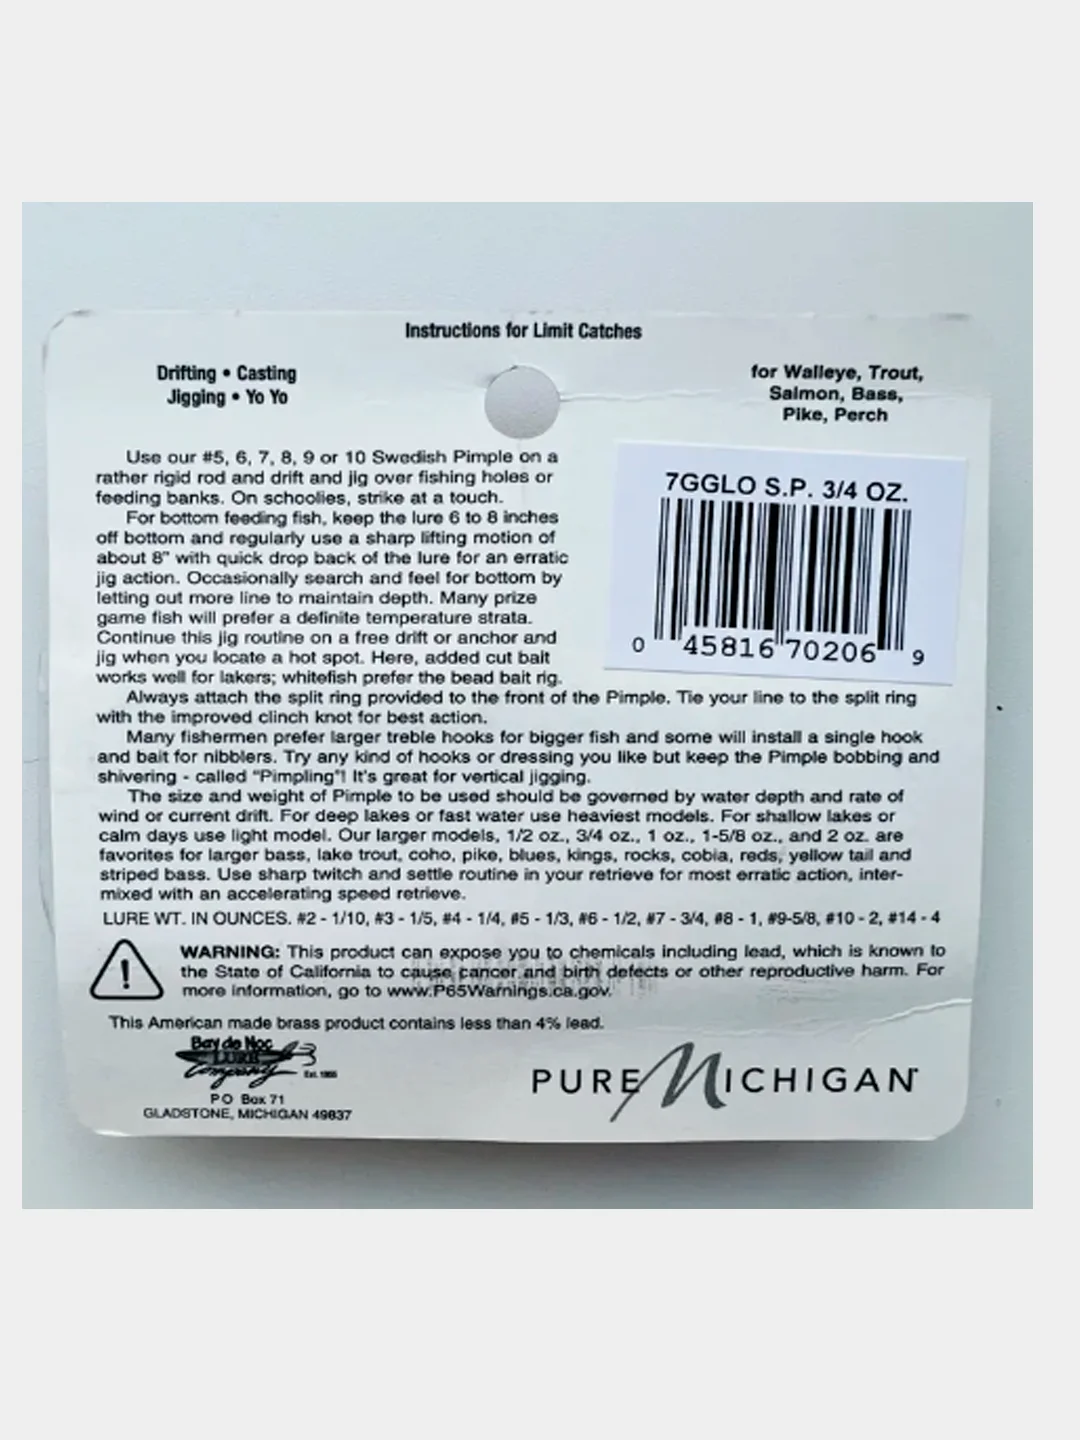 Instructions for Limit Catches
Drifting • Casting
Jigging • Yo Yo
for Walleye, Trout,
Salmon, Bass,
Pike, Perch
Use our #5, 6, 7, 8, 9 or 10 Swedish Pimple on a
rather rigid rod and drift and jig over fishing holes or
feeding banks. On schoolies, strike at a touch.
For bottom feeding fish, keep the lure 6 to 8 inches
off bottom and regularly use a sharp lifting motion of
about 8" with quick drop back of the lure for an erratic
jig action. Occasionally search and feel for bottom by
letting out more line to maintain depth. Many prize
game fish will prefer a definite temperature strata.
Continue this jig routine on a free drift or anchor and
jig when you locate a hot spot. Here, added cut bait
works well for lakers; whitefish prefer the bead bait rig.
7GGLO S.P. 3/4 OZ.
0 45816 70206 9
Always attach the split ring provided to the front of the Pimple. Tie your line to the split ring
with the improved clinch knot for best action.
Many fishermen prefer larger treble hooks for bigger fish and some will install a single hook
and bait for nibblers. Try any kind of hooks or dressing you like but keep the Pimple bobbing and
shivering - called "Pimpling"! It's great for vertical jigging.
The size and weight of Pimple to be used should be governed by water depth and rate of
wind or current drift. For deep lakes or fast water use heaviest models. For shallow lakes or
calm days use light model. Our larger models, 1/2 oz., 3/4 oz., 1 oz., 1-5/8 oz., and 2 oz. are
favorites for larger bass, lake trout, coho, pike, blues, kings, rocks, cobia, reds, yellow tail and
striped bass. Use sharp twitch and settle routine in your retrieve for most erratic action, inter-
mixed with an accelerating speed retrieve.
LURE WT. IN OUNCES. #2 - 1/10, #3 - 1/5, #4 - 1/4, #5 - 1/3, #6 - 1/2, #7 - 3/4, #8 - 1, #9-5/8, #10 - 2, #14 - 4
WARNING: This product can expose you to chemicals including lead, which is known to
the State of California to cause cancer and birth defects or other reproductive harm. For
more information, go to www.P65Warnings.ca.gov.
This American made brass product contains less than 4% lead.
Bay de Noc
LURE
Company
Est. 1955
PO Box 71
GLADSTONE, MICHIGAN 49837
PURE MICHIGAN